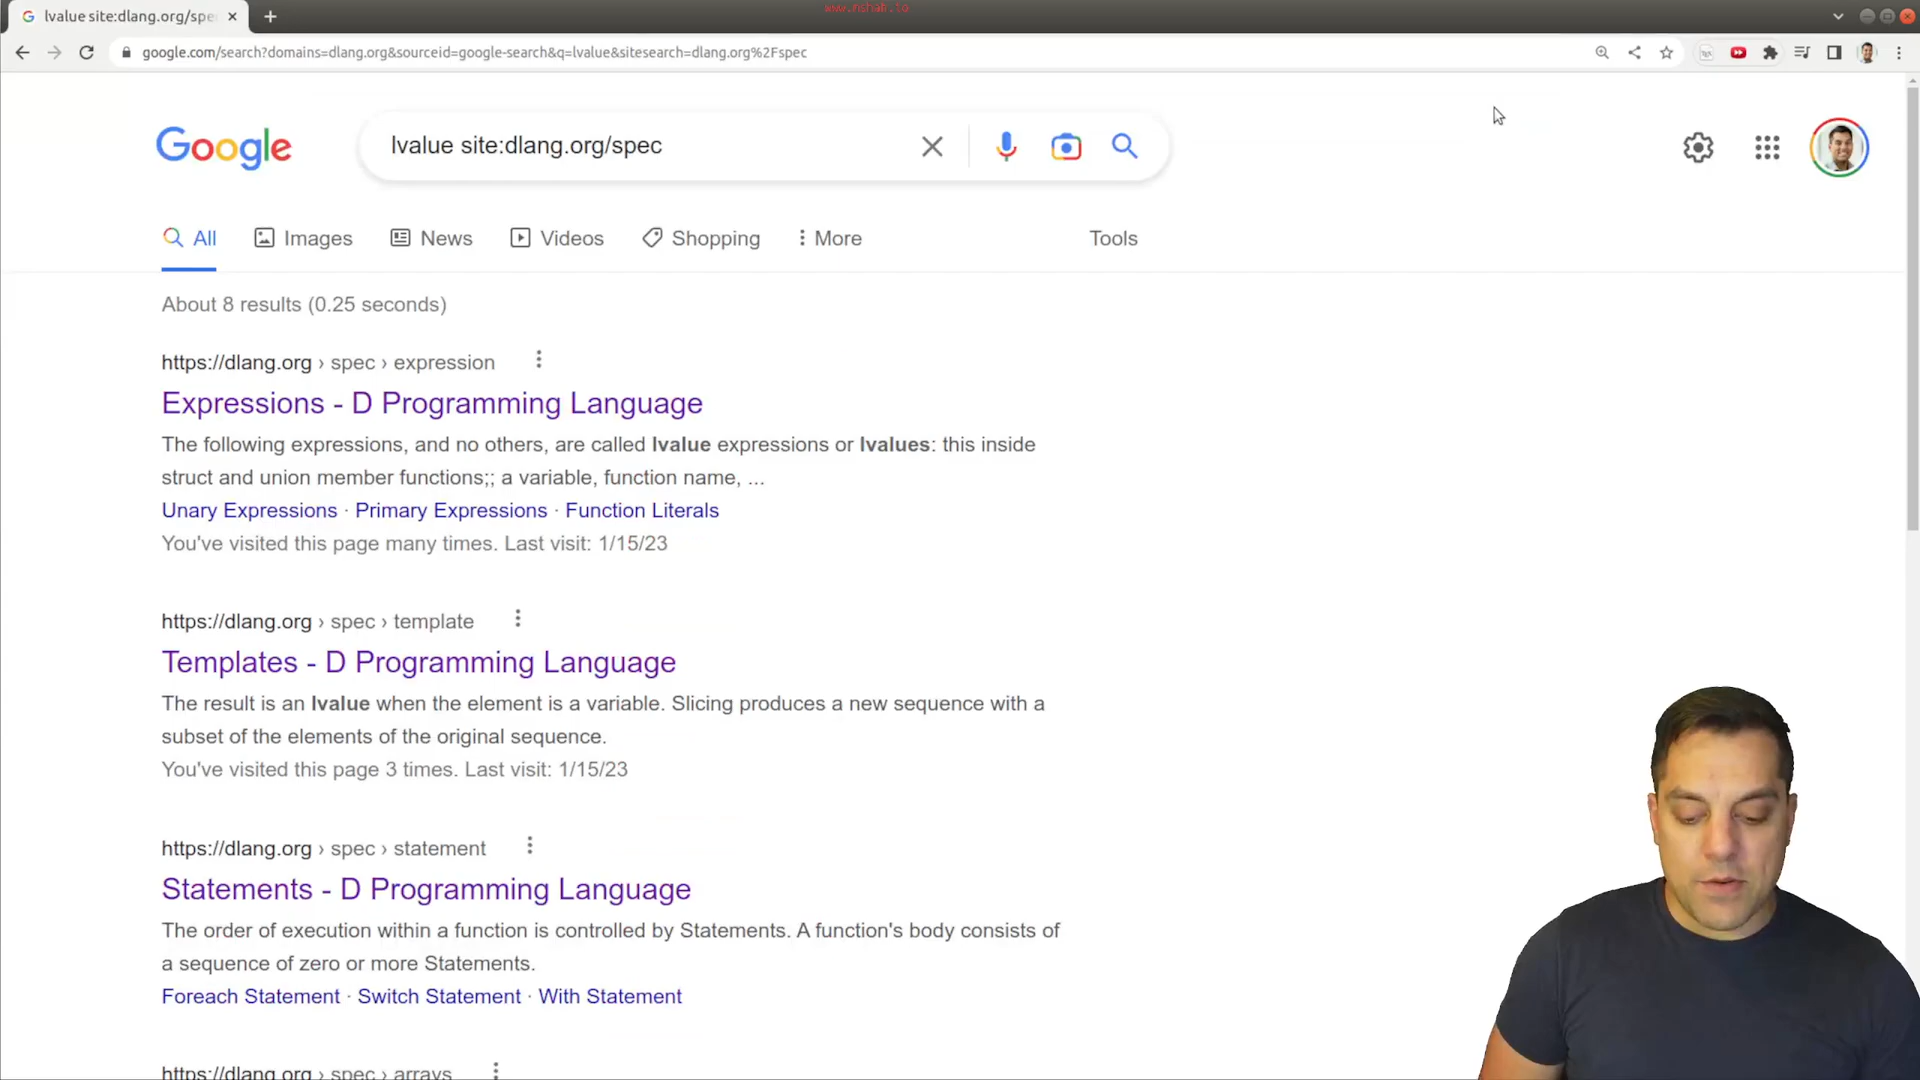 lvalue site:dlang.org/spe
www.mshab.to
google.com/search?domains=dlang.org&sourceid=google-search&q=lvalue&sitesearch=dlang.org%2Fspec
Google
lvalue site:dlang.org/spec
All
Images
News
Videos
Shopping
More
Tools
About 8 results (0.25 seconds)
https://dlang.org › spec › expression
Expressions - D Programming Language
The following expressions, and no others, are called lvalue expressions or lvalues: this inside
struct and union member functions;; a variable, function name, ...
Unary Expressions · Primary Expressions · Function Literals
You've visited this page many times. Last visit: 1/15/23
https://dlang.org › spec › template
Templates - D Programming Language
The result is an lvalue when the element is a variable. Slicing produces a new sequence with a
subset of the elements of the original sequence.
You've visited this page 3 times. Last visit: 1/15/23
https://dlang.org › spec › statement
Statements - D Programming Language
The order of execution within a function is controlled by Statements. A function's body consists of
a sequence of zero or more Statements.
Foreach Statement · Switch Statement · With Statement
https://dlang.org › spec › arrays